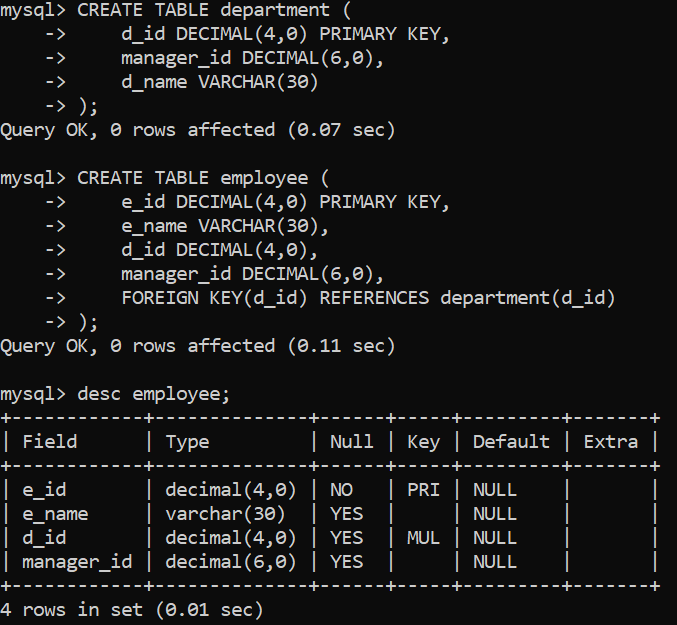 mysql> CREATE TABLE department (
    ->     d_id DECIMAL(4,0) PRIMARY KEY,
    ->     manager_id DECIMAL(6,0),
    ->     d_name VARCHAR(30)
    -> );
Query OK, 0 rows affected (0.07 sec)

mysql> CREATE TABLE employee (
    ->     e_id DECIMAL(4,0) PRIMARY KEY,
    ->     e_name VARCHAR(30),
    ->     d_id DECIMAL(4,0),
    ->     manager_id DECIMAL(6,0),
    ->     FOREIGN KEY(d_id) REFERENCES department(d_id)
    -> );
Query OK, 0 rows affected (0.11 sec)

mysql> desc employee;
+------------+--------------+------+-----+---------+-------+
| Field      | Type         | Null | Key | Default | Extra |
+------------+--------------+------+-----+---------+-------+
| e_id       | decimal(4,0) | NO   | PRI | NULL    |       |
| e_name     | varchar(30)  | YES  |     | NULL    |       |
| d_id       | decimal(4,0) | YES  | MUL | NULL    |       |
| manager_id | decimal(6,0) | YES  |     | NULL    |       |
+------------+--------------+------+-----+---------+-------+
4 rows in set (0.01 sec)